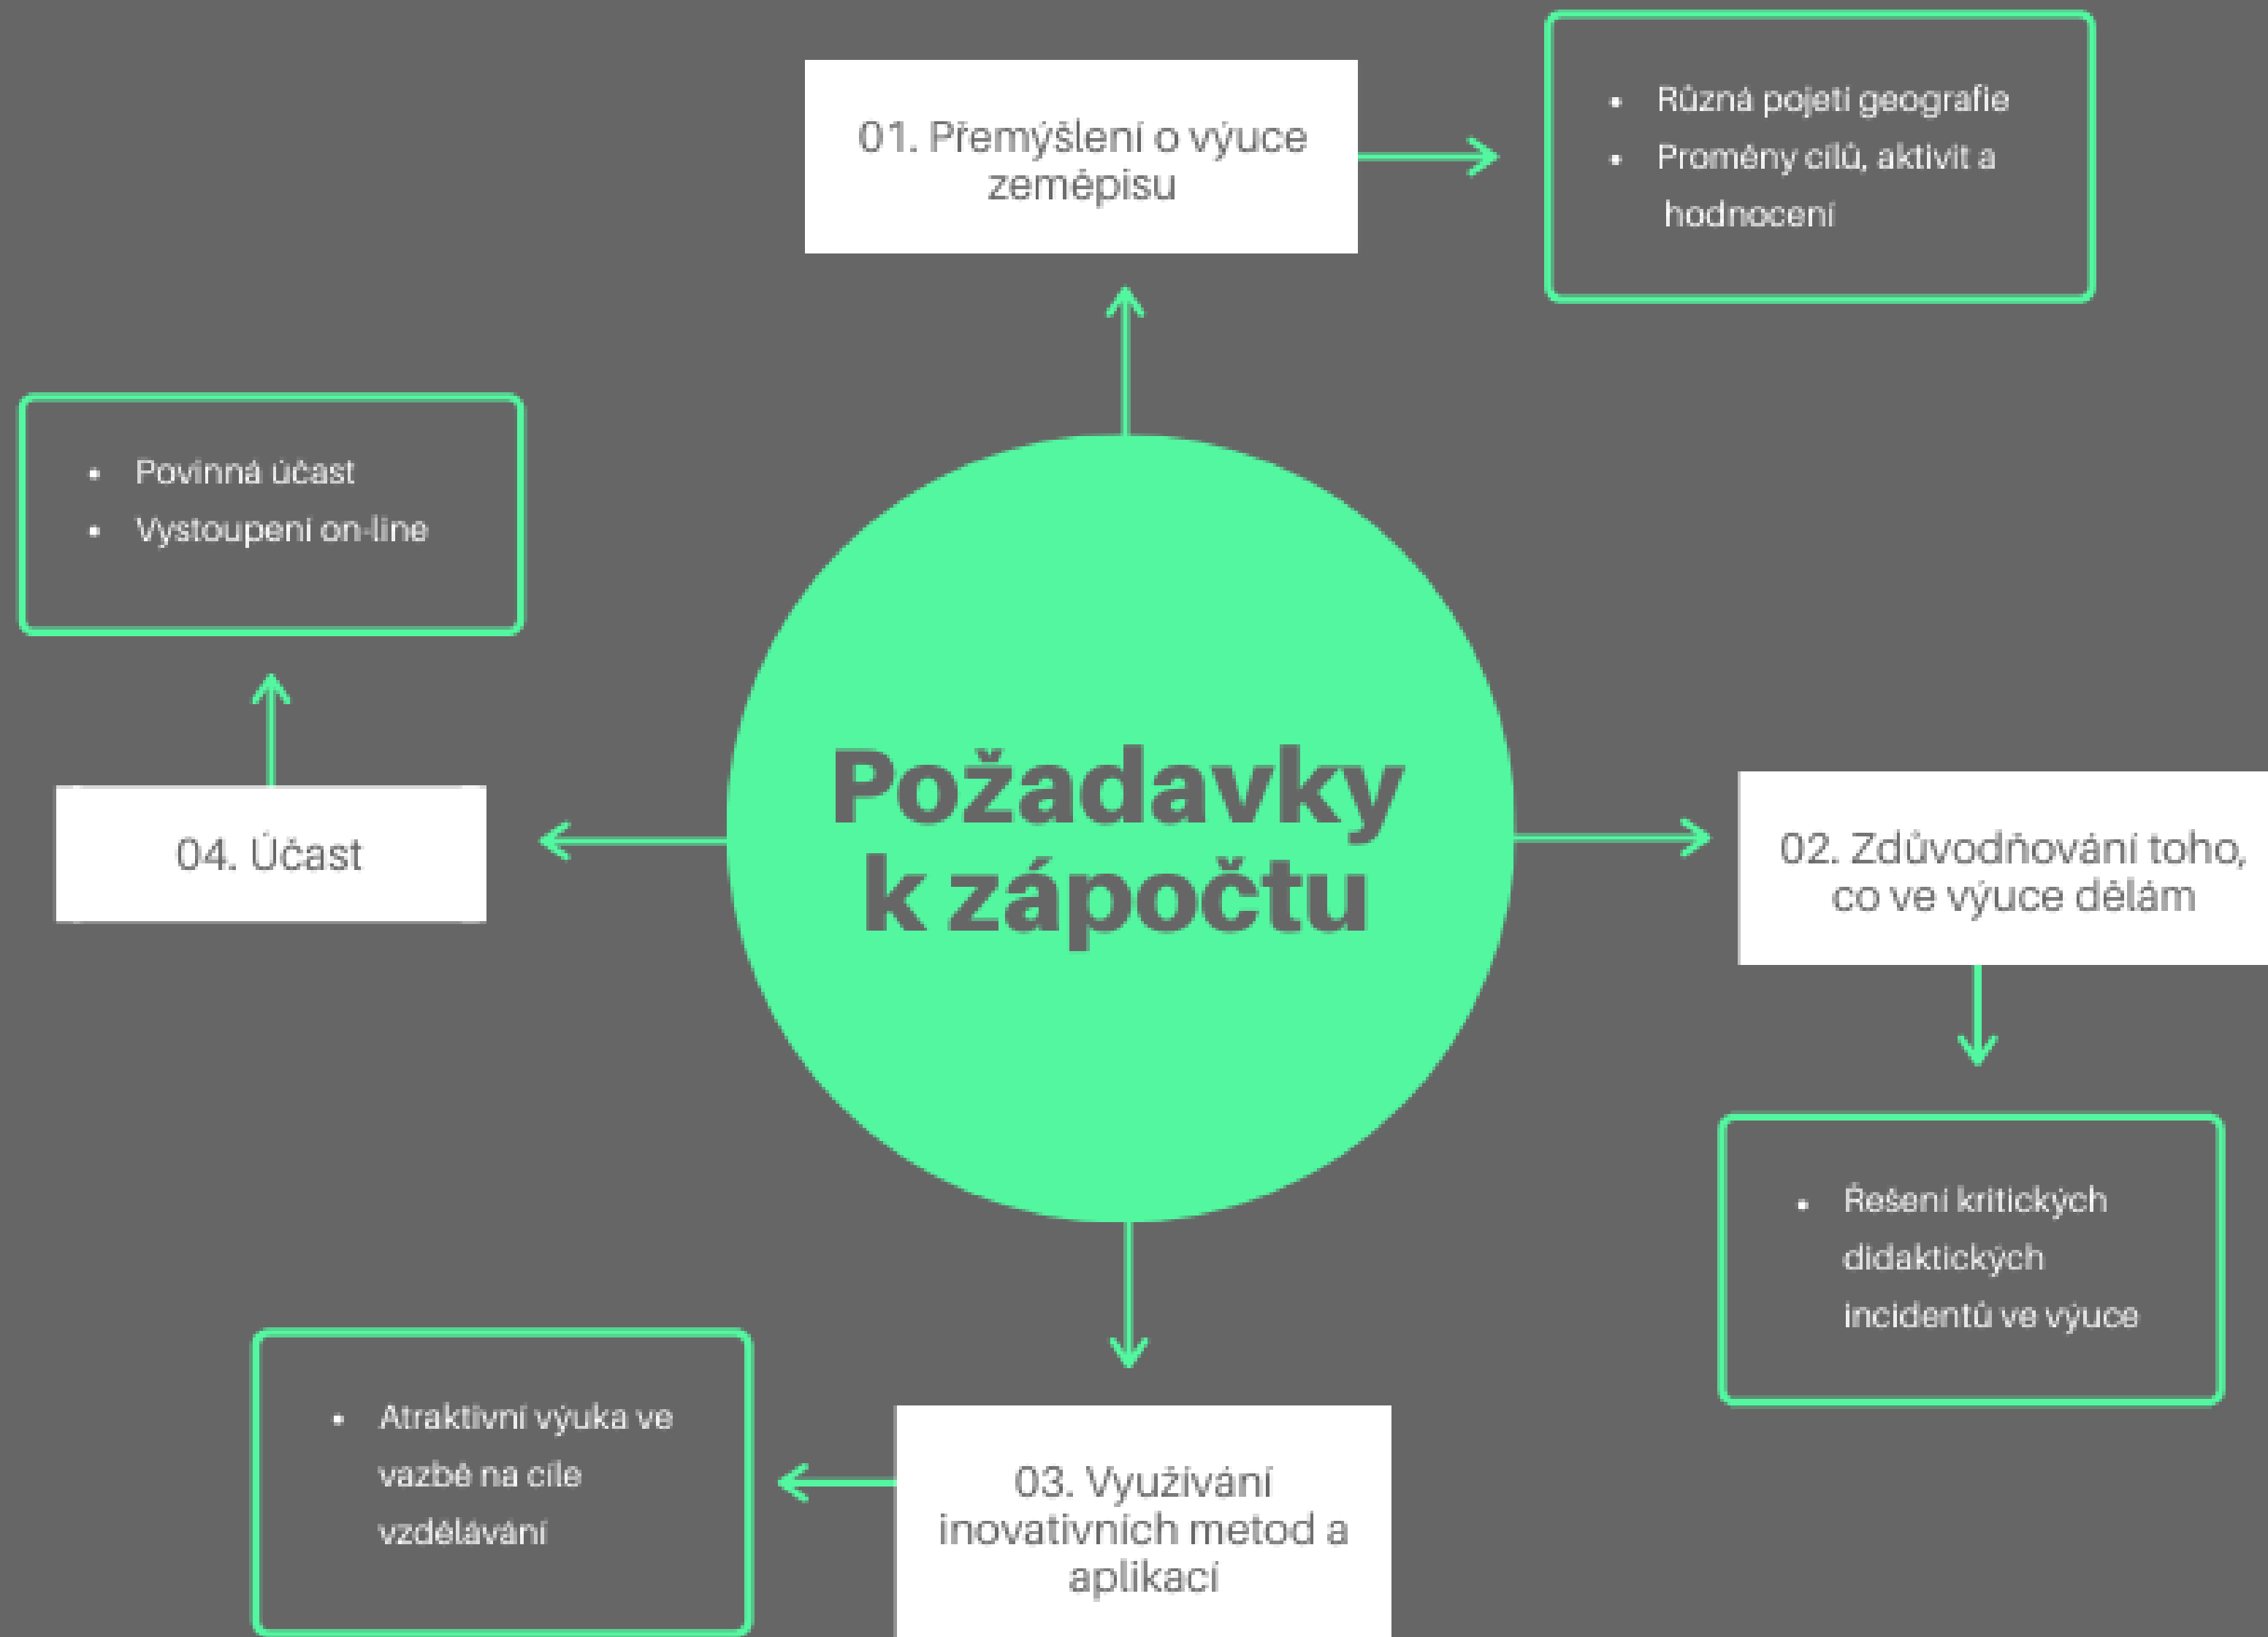 01. Přemýšlení o výuce
zeměpisu
Různá pojetí geografie
Proměny cílů, aktivit a
hodnocení
Povinná účast
Vystoupení on-line
Požadavky
k zápočtu
04. Účast
02. Zdůvodňování toho,
co ve výuce dělám
Řešení kritických
didaktických
incidentů ve výuce
Atraktivní výuka ve
vazbě na cíle
vzdělávání
03. Využívání
inovativních metod a
aplikací